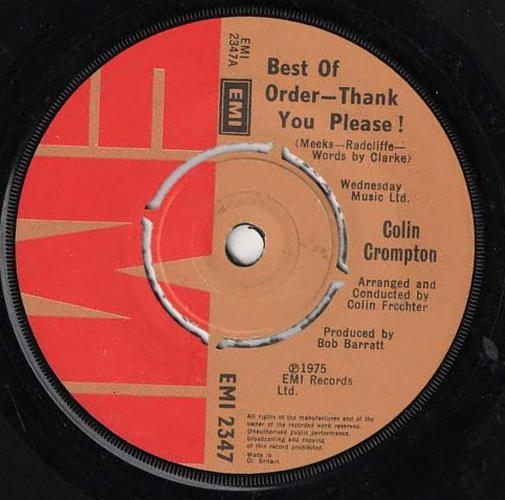 EMI
2347A
EMI
Best Of
Order—Thank
You Please!
(Meeks—Radcliffe—
Words by Clarke)
Wednesday
Music Ltd.
Colin
Crompton
Arranged and
Conducted by
Colin Frechter
Produced by
Bob Barratt
℗1975
EMI Records
Ltd.
EMI 2347
All rights of the manufacturer and of the
owner of the recorded work reserved.
Unauthorised public performance,
broadcasting and copying
of this record prohibited.
Made in
Gt. Britain
EMI